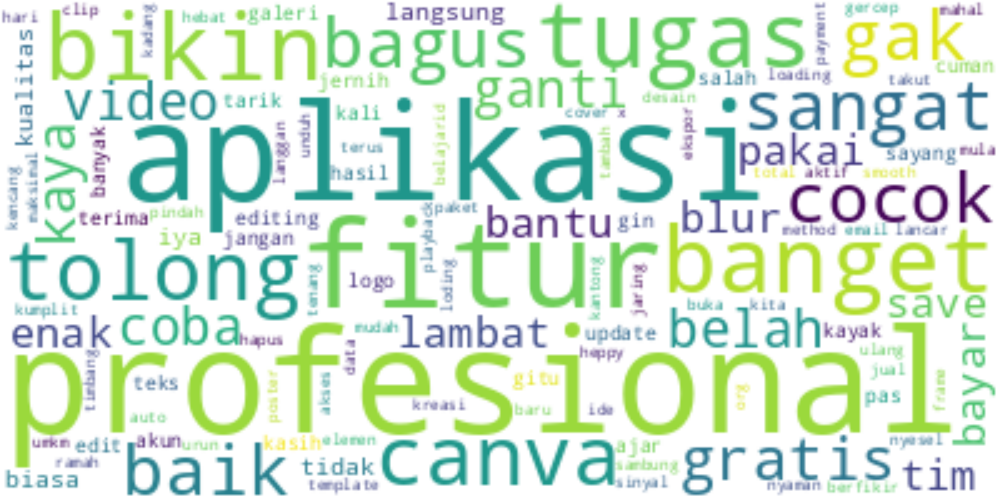 hari
clip
kadang
hebat
galeri
langsung
payment
gercep
mahal
bikin
bagus
tugas
gak
cuman
kualitas
jernih
ganti
salah
loading
takut
video
tarik
kali
belajarid
cover
x
desain
ekspor
sangat
aplikasi
kaya
banyak
langgan
unduh
terus
hasil
tambah
pakai
sayang
mula
total
aktif
smooth
kencang
maksimal
terima
pindah
editing
playback
paket
bantu
gin
blur
cocok
method
email
lancar
iya
jangan
tolong
fitur
banget
tenang
logo
loding
kantong
jaring
buka
kita
save
kumplit
enak
coba
hapus
mudah
lambat
update
belah
kayak
bayar
profesional
timbang
teks
data
heppy
ulang
jual
poster
akses
gitu
pas
frame
auto
kreasi
baru
ide
org
umkm
edit
akun
urun
kasih
elemen
canva
ajar
gratis
nyesel
ramah
baik
tidak
sambung
sinyal
tim
biasa
template
nyaman
berfikir